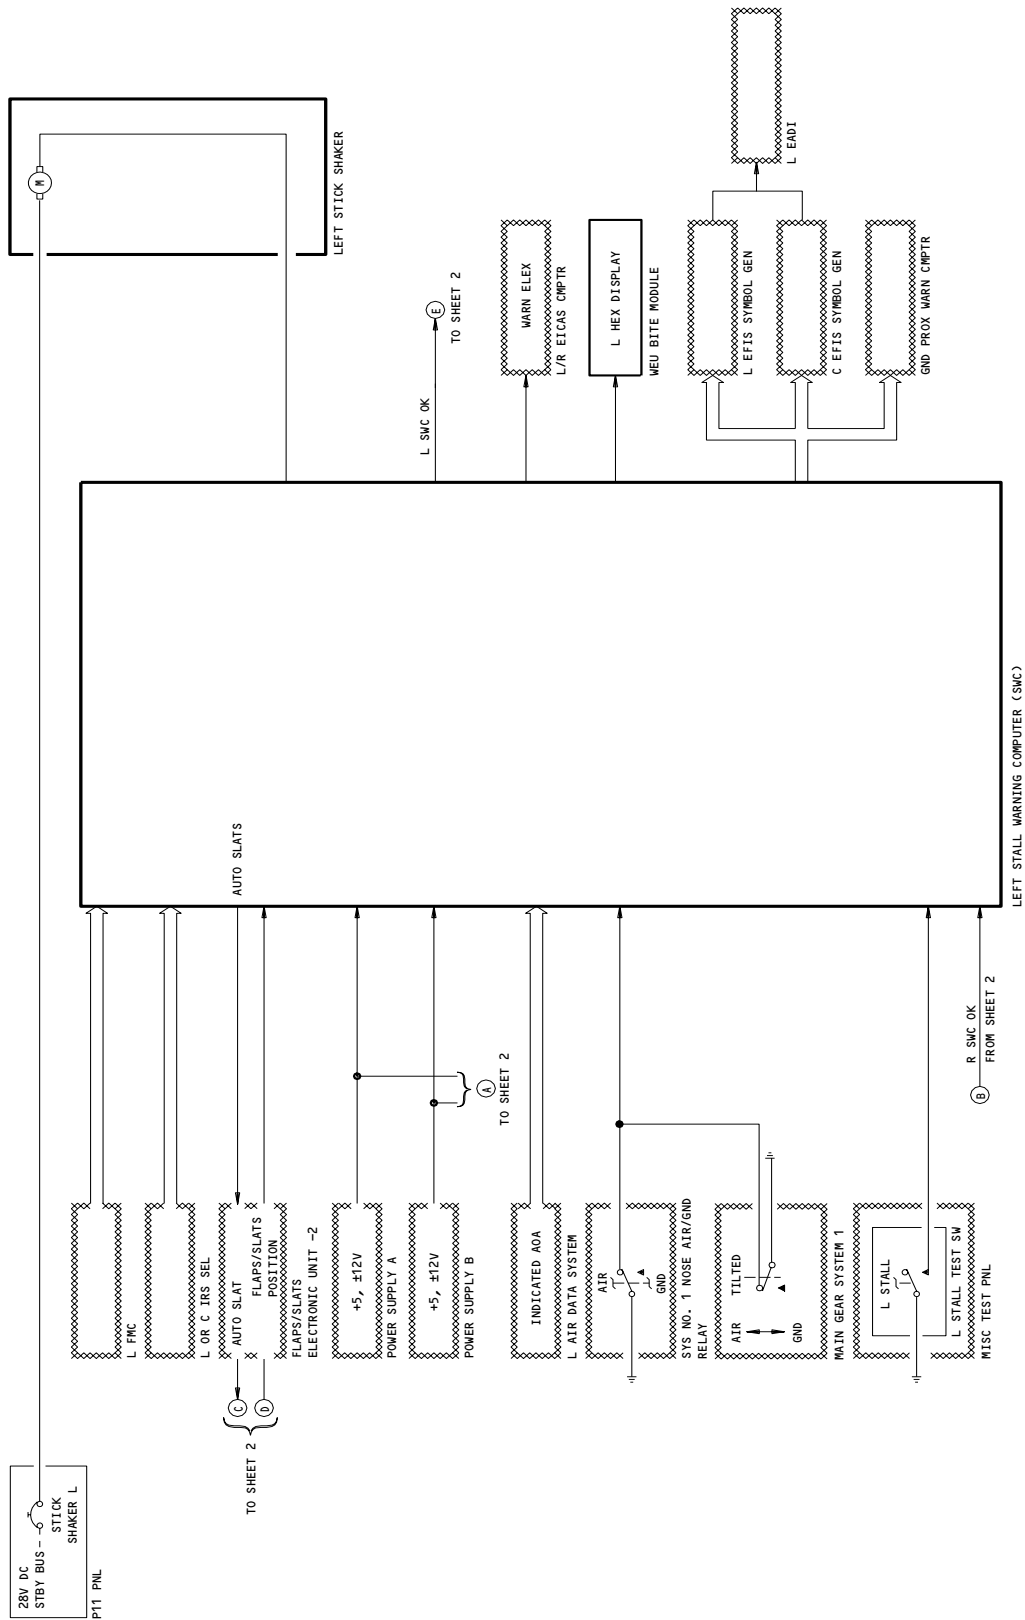 28V DC
STBY BUS
STICK
SHAKER L
P11 PNL
M
LEFT STICK SHAKER
L FMC
L OR C IRS SEL
AUTO SLAT
FLAPS/SLATS
POSITION
FLAPS/SLATS
ELECTRONIC UNIT -2
C
D
TO SHEET 2
AUTO SLATS
+5, ±12V
POWER SUPPLY A
+5, ±12V
POWER SUPPLY B
A
TO SHEET 2
INDICATED AOA
L AIR DATA SYSTEM
AIR
GND
SYS NO. 1 NOSE AIR/GND
RELAY
TILTED
AIR
GND
MAIN GEAR SYSTEM 1
L STALL
L STALL TEST SW
MISC TEST PNL
B
R SWC OK
FROM SHEET 2
LEFT STALL WARNING COMPUTER (SWC)
L SWC OK
E
TO SHEET 2
WARN ELEX
L/R EICAS CMPTR
L HEX DISPLAY
WEU BITE MODULE
L EFIS SYMBOL GEN
C EFIS SYMBOL GEN
GND PROX WARN CMPTR
L EADI